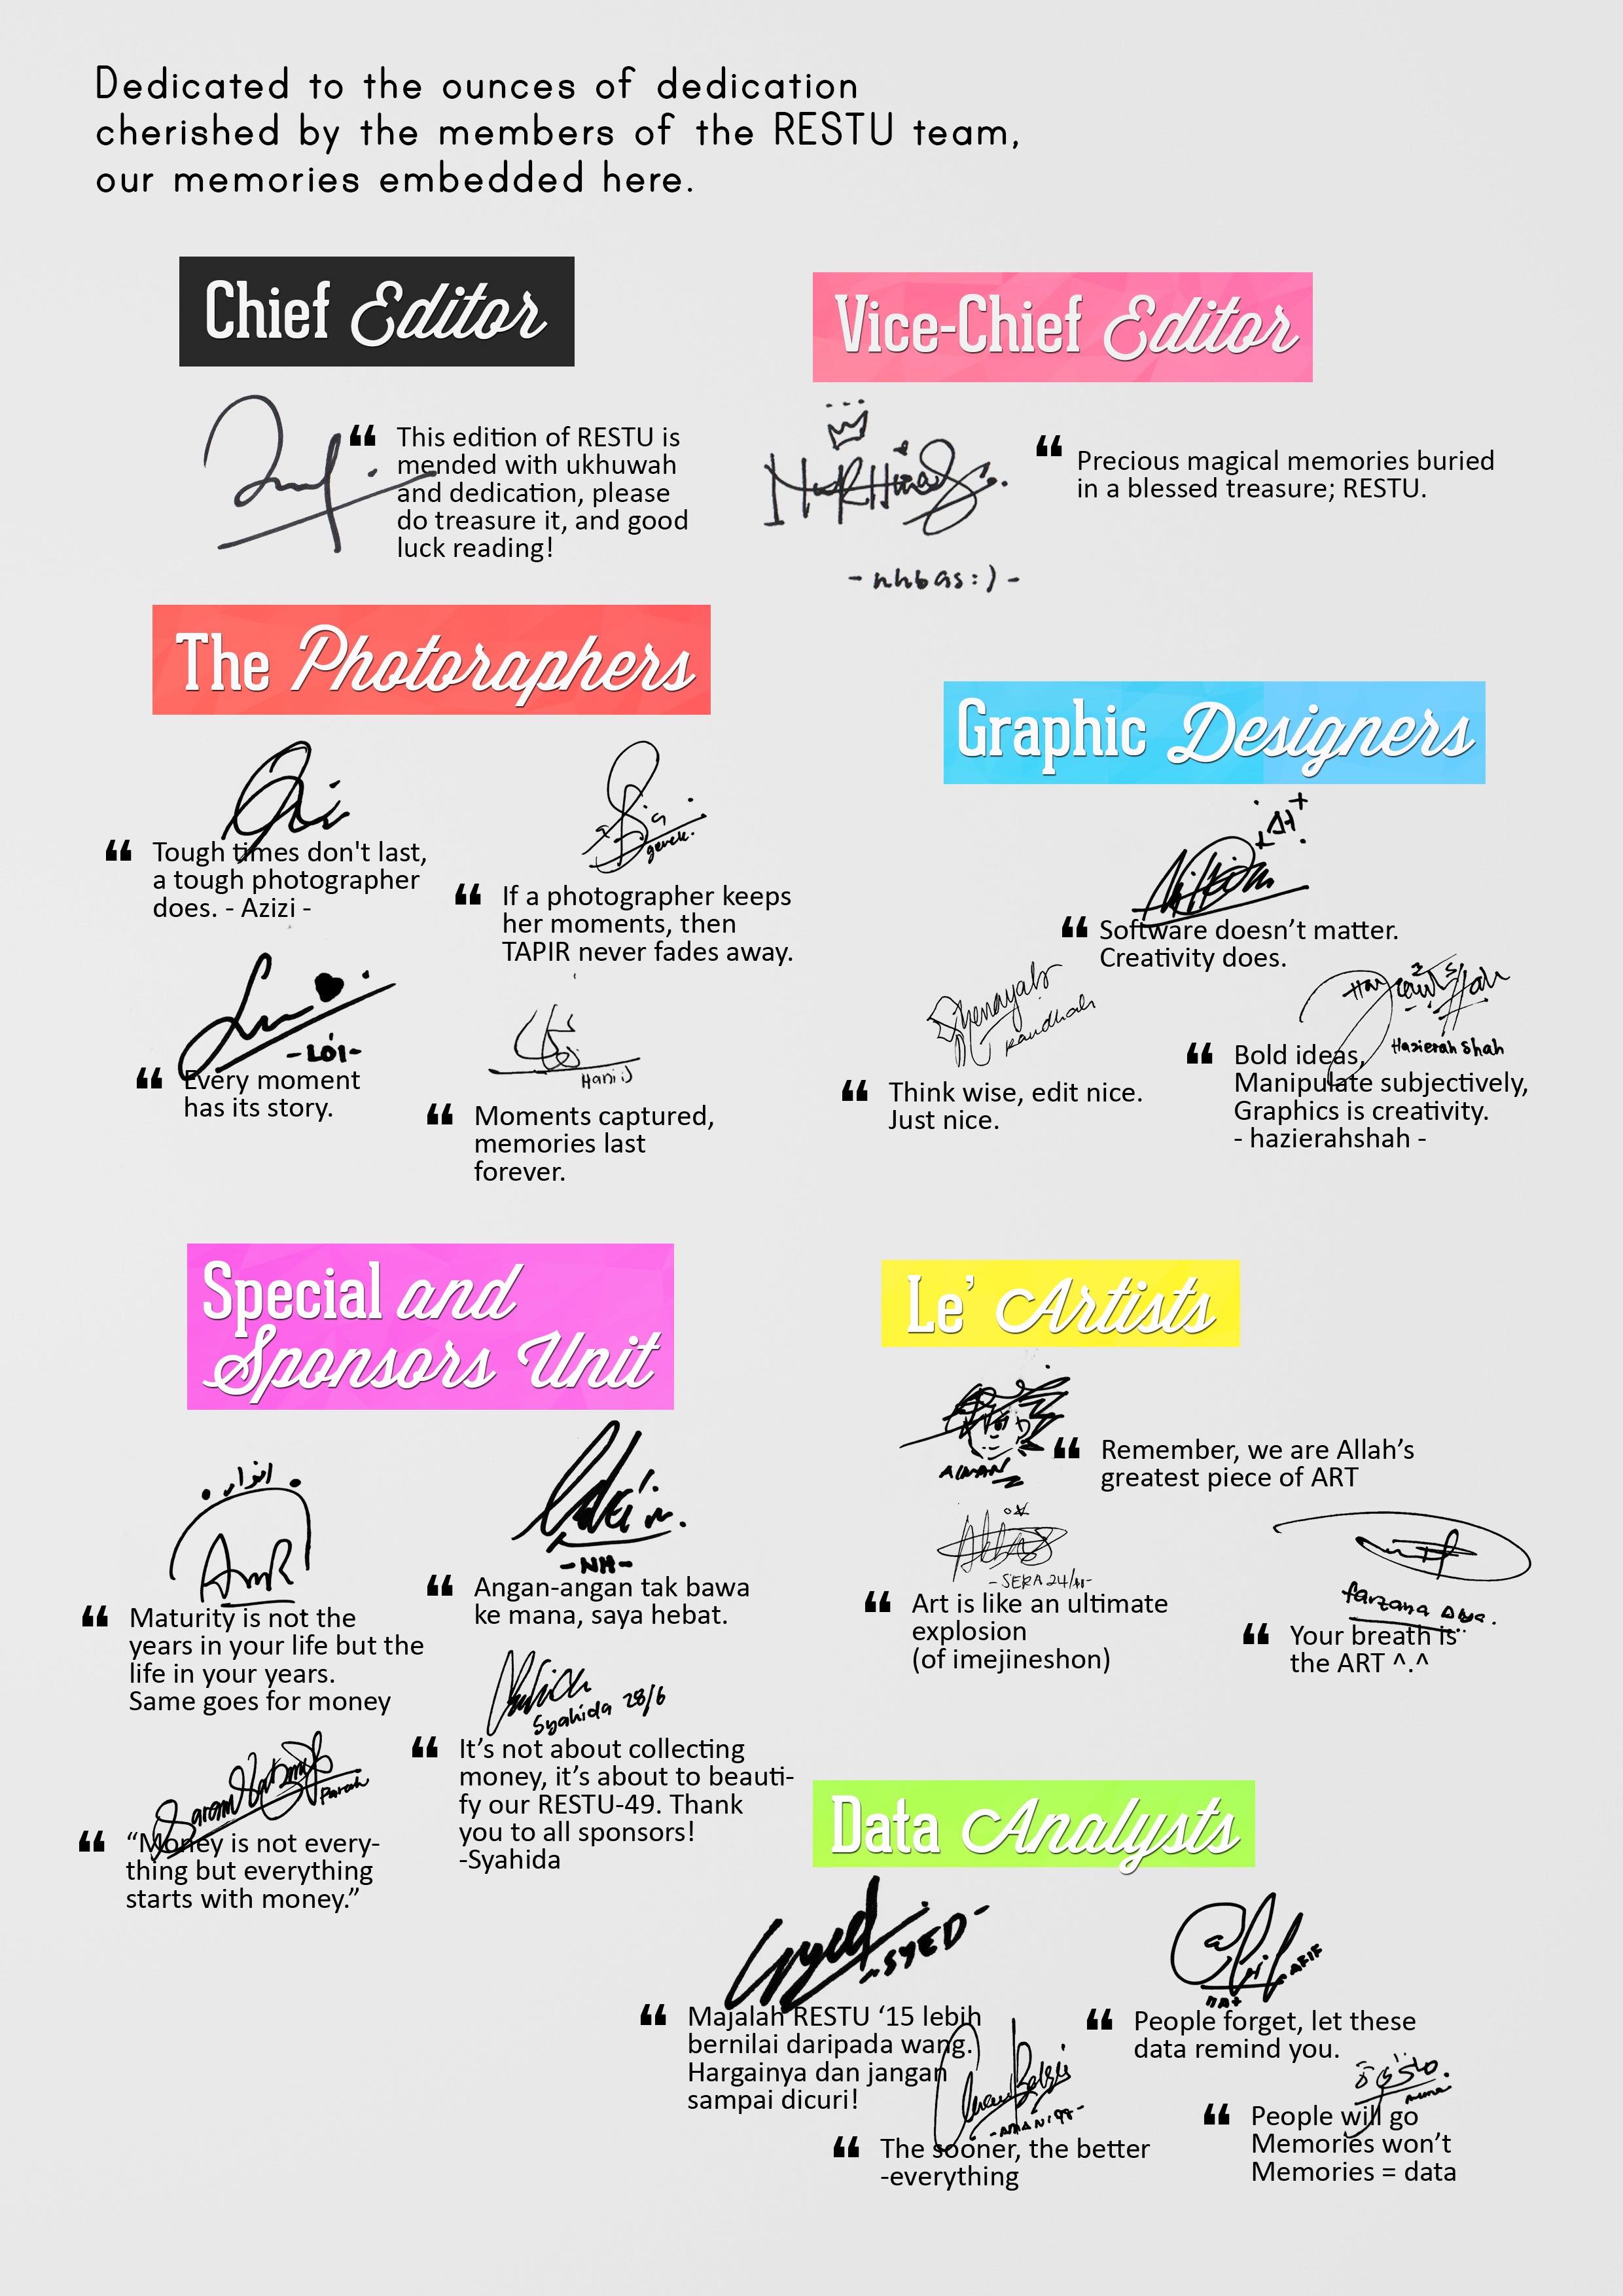 Dedicated to the ounces of dedication
cherished by the members of the RESTU team,
our memories embedded here.
Chief Editor
This edition of RESTU is
mended with ukhuwah
and dedication, please
do treasure it, and good
luck reading!
Vice-Chief Editor
- nhbas:) -
Precious magical memories buried
in a blessed treasure; RESTU.
The Photoraphers
Tough times don't last,
a tough photographer
does. - Azizi -
If a photographer keeps
her moments, then
TAPIR never fades away.
-LOI-
Every moment
has its story.
Moments captured,
memories last
forever.
Graphic Designers
Software doesn't matter.
Creativity does.
Think wise, edit nice.
Just nice.
Hazierah Shah
Bold ideas,
Manipulate subjectively,
Graphics is creativity.
- hazierahshah -
Special and
Sponsors Unit
Maturity is not the
years in your life but the
life in your years.
Same goes for money
-NH-
Angan-angan tak bawa
ke mana, saya hebat.
Syahida 28/6
It’s not about collecting
money, it’s about to beauti-
fy our RESTU-49. Thank
you to all sponsors!
-Syahida
Farah
“Money is not every-
thing but everything
starts with money.”
Le’ Artists
Remember, we are Allah’s
greatest piece of ART
Art is like an ultimate
explosion
(of imejineshon)
farzana
Your breath is
the ART ^.^
Data Analysts
-SYED-
Majalah RESTU ‘15 lebih
bernilai daripada wang.
Hargainya dan jangan
sampai dicuri!
ARIF
People forget, let these
data remind you.
The sooner, the better
-everything
People will go
Memories won’t
Memories = data